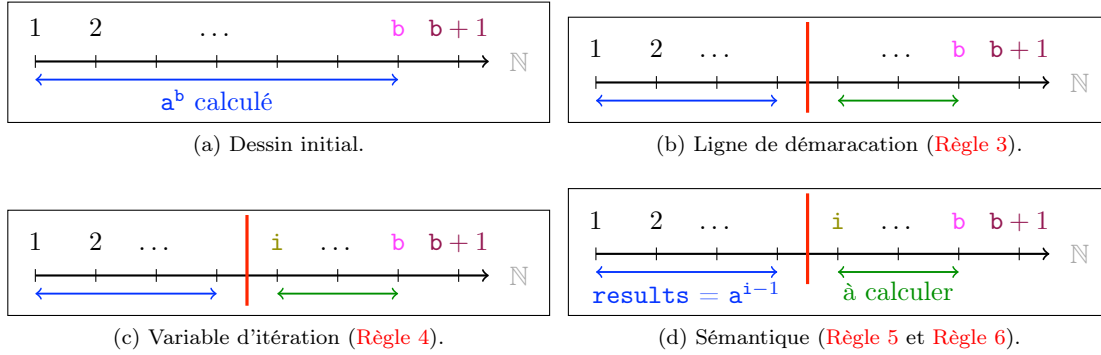 1 2 ... b b + 1
ℕ
a^b calculé
(a) Dessin initial.
1 2 ... ... b b + 1
ℕ
(b) Ligne de démaracation (Règle 3).
1 2 ... i ... b b + 1
ℕ
(c) Variable d'itération (Règle 4).
1 2 ... i ... b b + 1
ℕ
results = a^{i−1} à calculer
(d) Sémantique (Règle 5 et Règle 6).